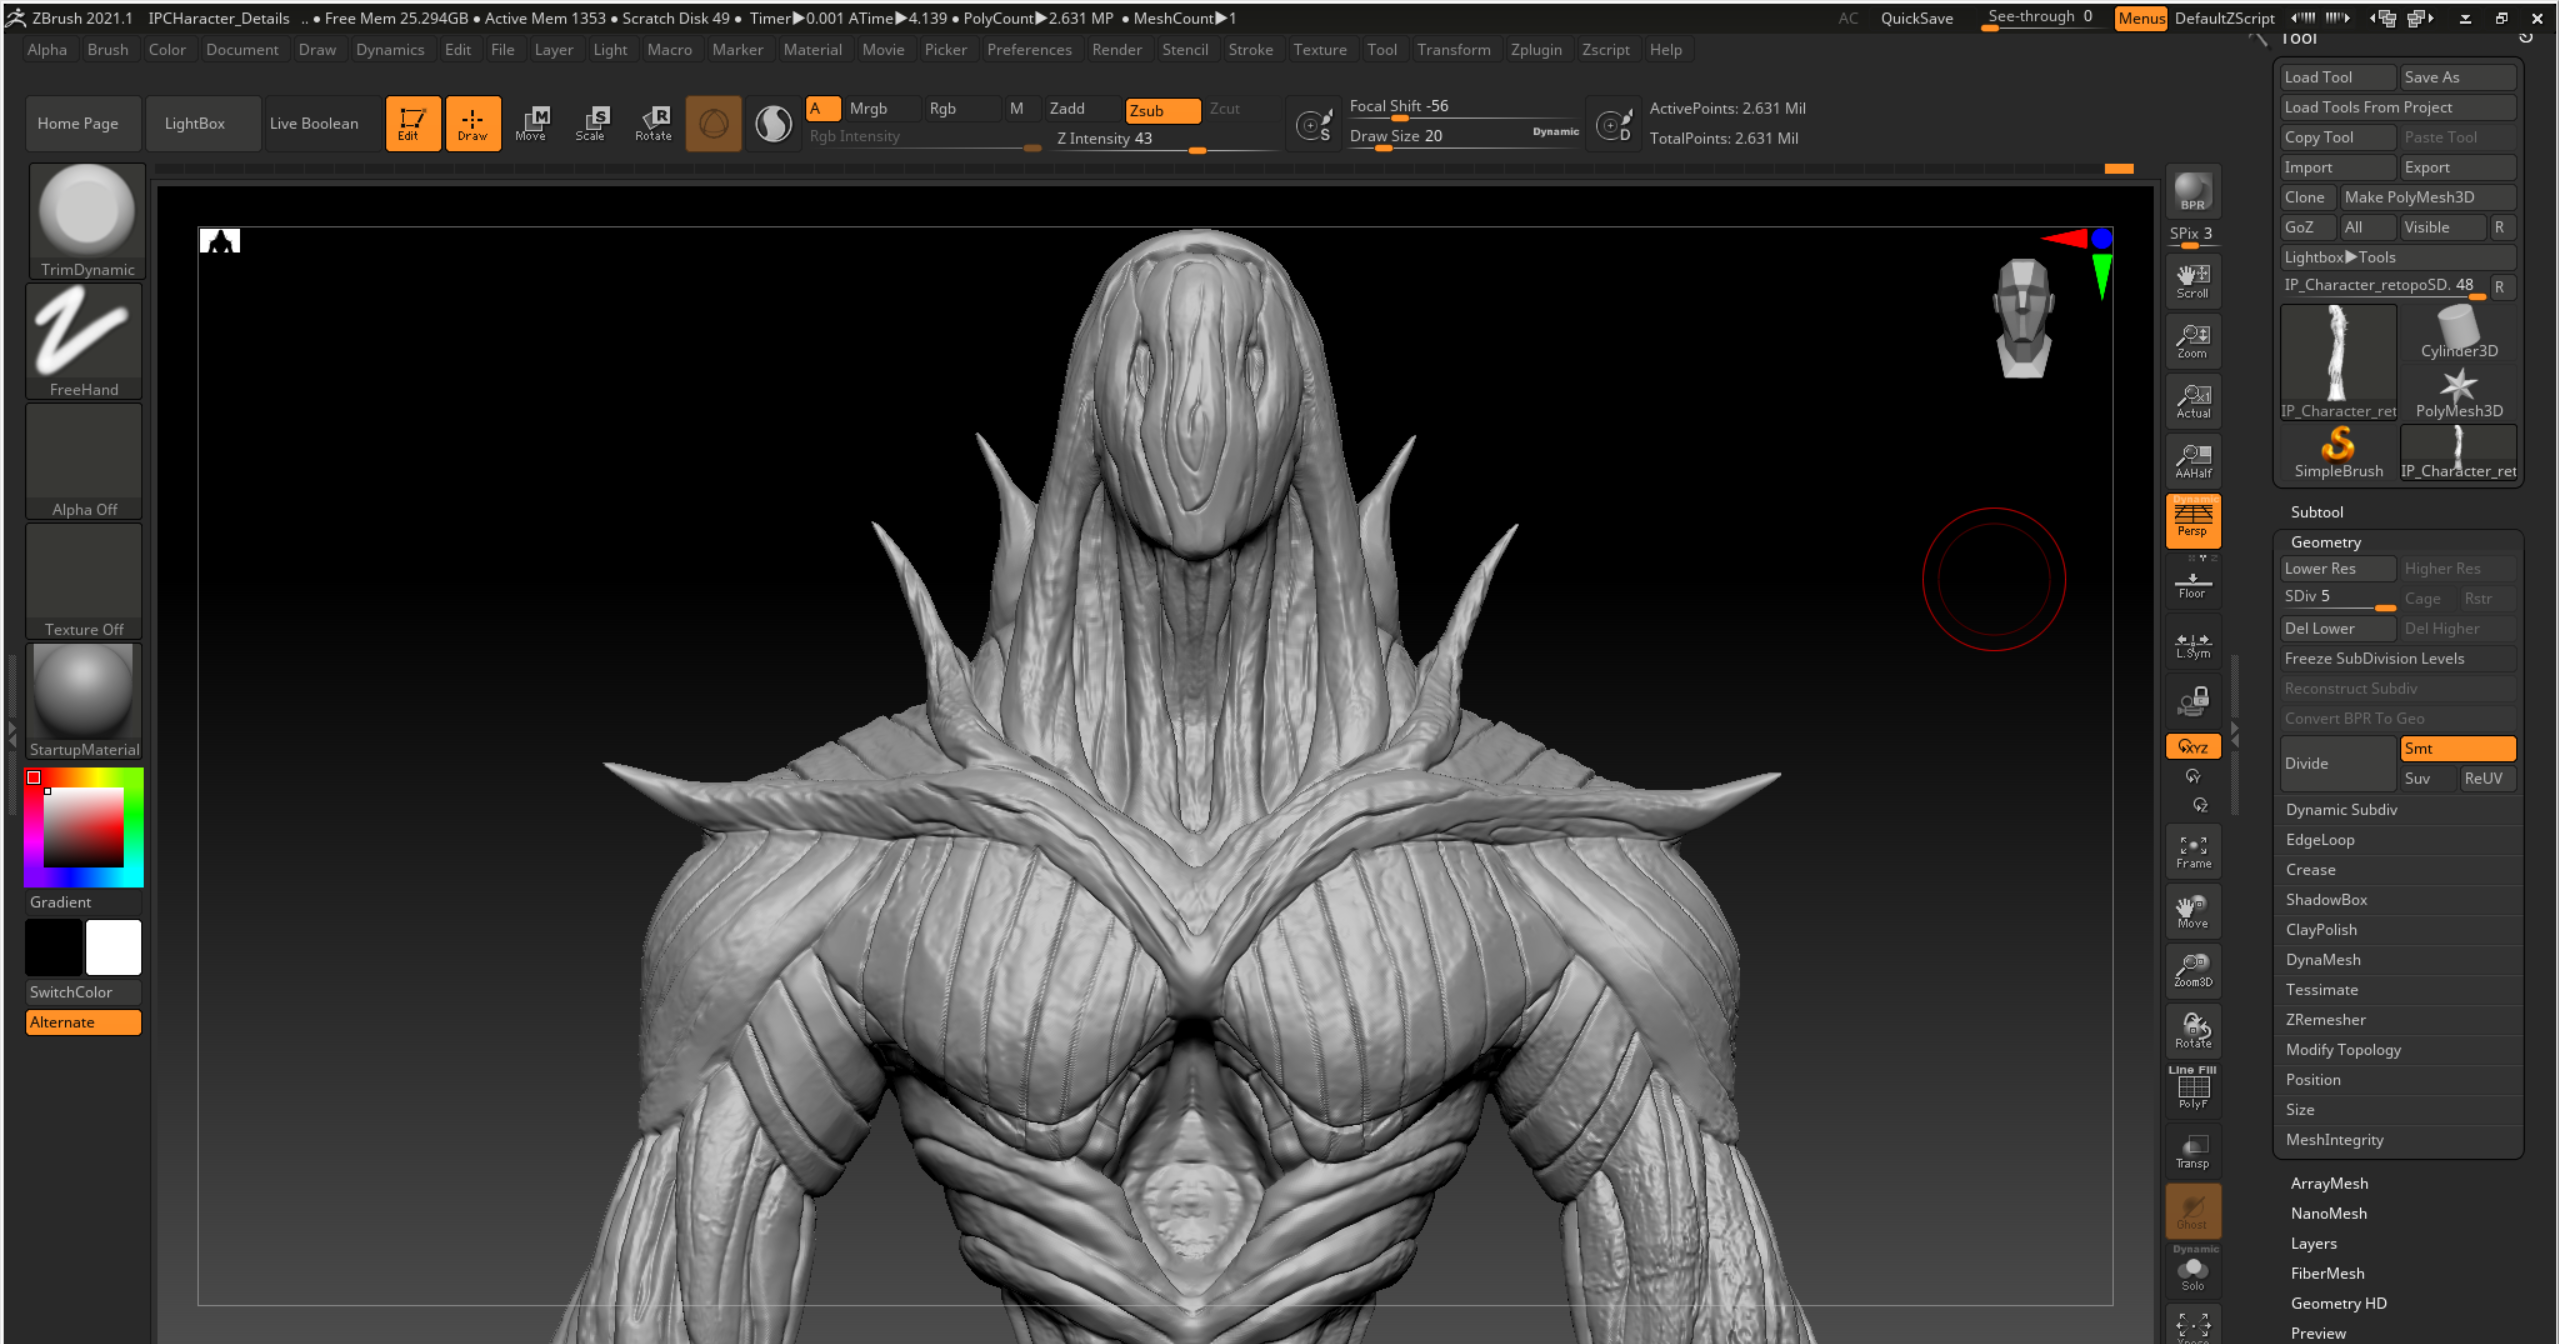 ZBrush 2021.1 IPCharacter_Details .. • Free Mem 25.294GB • Active Mem 1353 • Scratch Disk 49 • Timer▶0.001 ATime▶4.139 • PolyCount▶2.631 MP • MeshCount▶1 AC QuickSave See-through 0 Menus DefaultZScript
Alpha Brush Color Document Draw Dynamics Edit File Layer Light Macro Marker Material Movie Picker Preferences Render Stencil Stroke Texture Tool Transform Zplugin Zscript Help
Home Page LightBox Live Boolean Edit Draw Move Scale Rotate
M S R
A Mrgb Rgb M Zadd Zsub Zcut
Rgb Intensity Z Intensity 43
S Focal Shift -56
Draw Size 20 Dynamic
D ActivePoints: 2.631 Mil
TotalPoints: 2.631 Mil
TrimDynamic
FreeHand
Alpha Off
Texture Off
StartupMaterial
Gradient
SwitchColor
Alternate
BPR
SPix 3
Scroll
Zoom
Actual
AAHalf
Dynamic
Persp
Floor
L.Sym
XYZ
Y
Z
Frame
Move
Zoom3D
Rotate
Line Fill
PolyF
Transp
Ghost
Dynamic
Solo
Tool
Load Tool Save As
Load Tools From Project
Copy Tool Paste Tool
Import Export
Clone Make PolyMesh3D
GoZ All Visible R
Lightbox▶Tools
IP_Character_retopoSD. 48 R
Cylinder3D
IP_Character_ret PolyMesh3D
SimpleBrush IP_Character_ret
Subtool
Geometry
Lower Res Higher Res
SDiv 5 Cage Rstr
Del Lower Del Higher
Freeze SubDivision Levels
Reconstruct Subdiv
Convert BPR To Geo
Divide Smt
Suv ReUV
Dynamic Subdiv
EdgeLoop
Crease
ShadowBox
ClayPolish
DynaMesh
Tessimate
ZRemesher
Modify Topology
Position
Size
MeshIntegrity
ArrayMesh
NanoMesh
Layers
FiberMesh
Geometry HD
Preview